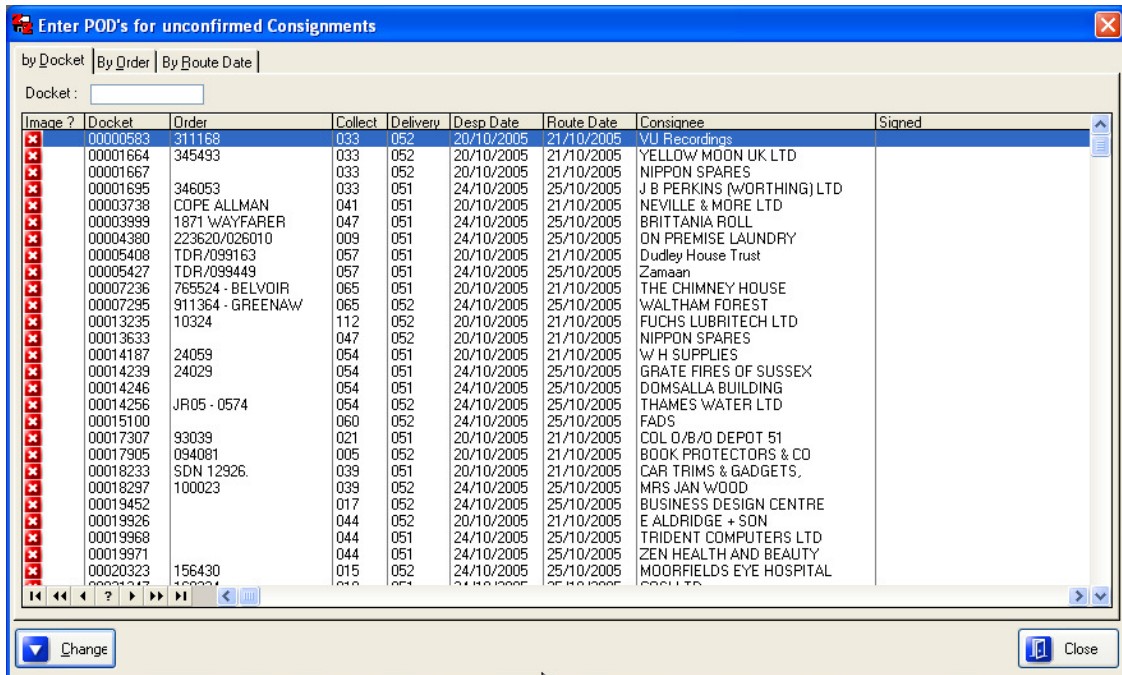 Enter POD's for unconfirmed Consignments
by Docket By Order By Route Date
Docket :
Image ? Docket Order Collect Delivery Desp Date Route Date Consignee Signed
00000583 311168 033 052 20/10/2005 21/10/2005 VU Recordings
00001664 345493 033 052 20/10/2005 21/10/2005 YELLOW MOON UK LTD
00001667 033 052 20/10/2005 21/10/2005 NIPPON SPARES
00001695 346053 033 051 24/10/2005 25/10/2005 J B PERKINS (WORTHING) LTD
00003738 COPE ALLMAN 041 051 20/10/2005 21/10/2005 NEVILLE & MORE LTD
00003999 1871 WAYFARER 047 051 24/10/2005 25/10/2005 BRITTANIA ROLL
00004380 223620/026010 009 051 24/10/2005 25/10/2005 ON PREMISE LAUNDRY
00005408 TDR/099163 057 051 20/10/2005 21/10/2005 Dudley House Trust
00005427 TDR/099449 057 051 24/10/2005 25/10/2005 Zamaan
00007236 765524 - BELVOIR 065 051 20/10/2005 21/10/2005 THE CHIMNEY HOUSE
00007295 911364 - GREENAW 065 052 24/10/2005 25/10/2005 WALTHAM FOREST
00013235 10324 112 052 20/10/2005 21/10/2005 FUCHS LUBRITECH LTD
00013633 047 052 20/10/2005 21/10/2005 NIPPON SPARES
00014187 24059 054 051 20/10/2005 21/10/2005 W H SUPPLIES
00014239 24029 054 051 24/10/2005 25/10/2005 GRATE FIRES OF SUSSEX
00014246 054 051 24/10/2005 25/10/2005 DOMSALLA BUILDING
00014256 JR05 - 0574 054 052 24/10/2005 25/10/2005 THAMES WATER LTD
00015100 060 052 24/10/2005 25/10/2005 FADS
00017307 93039 021 051 20/10/2005 21/10/2005 COL O/B/O DEPOT 51
00017905 094081 005 052 20/10/2005 21/10/2005 BOOK PROTECTORS & CO
00018233 SDN 12926. 039 051 20/10/2005 21/10/2005 CAR TRIMS & GADGETS,
00018297 100023 039 052 24/10/2005 25/10/2005 MRS JAN WOOD
00019452 017 052 24/10/2005 25/10/2005 BUSINESS DESIGN CENTRE
00019926 044 052 20/10/2005 21/10/2005 E ALDRIDGE + SON
00019968 044 051 24/10/2005 25/10/2005 TRIDENT COMPUTERS LTD
00019971 044 051 24/10/2005 25/10/2005 ZEN HEALTH AND BEAUTY
00020323 156430 015 052 24/10/2005 25/10/2005 MOORFIELDS EYE HOSPITAL
?
Change Close